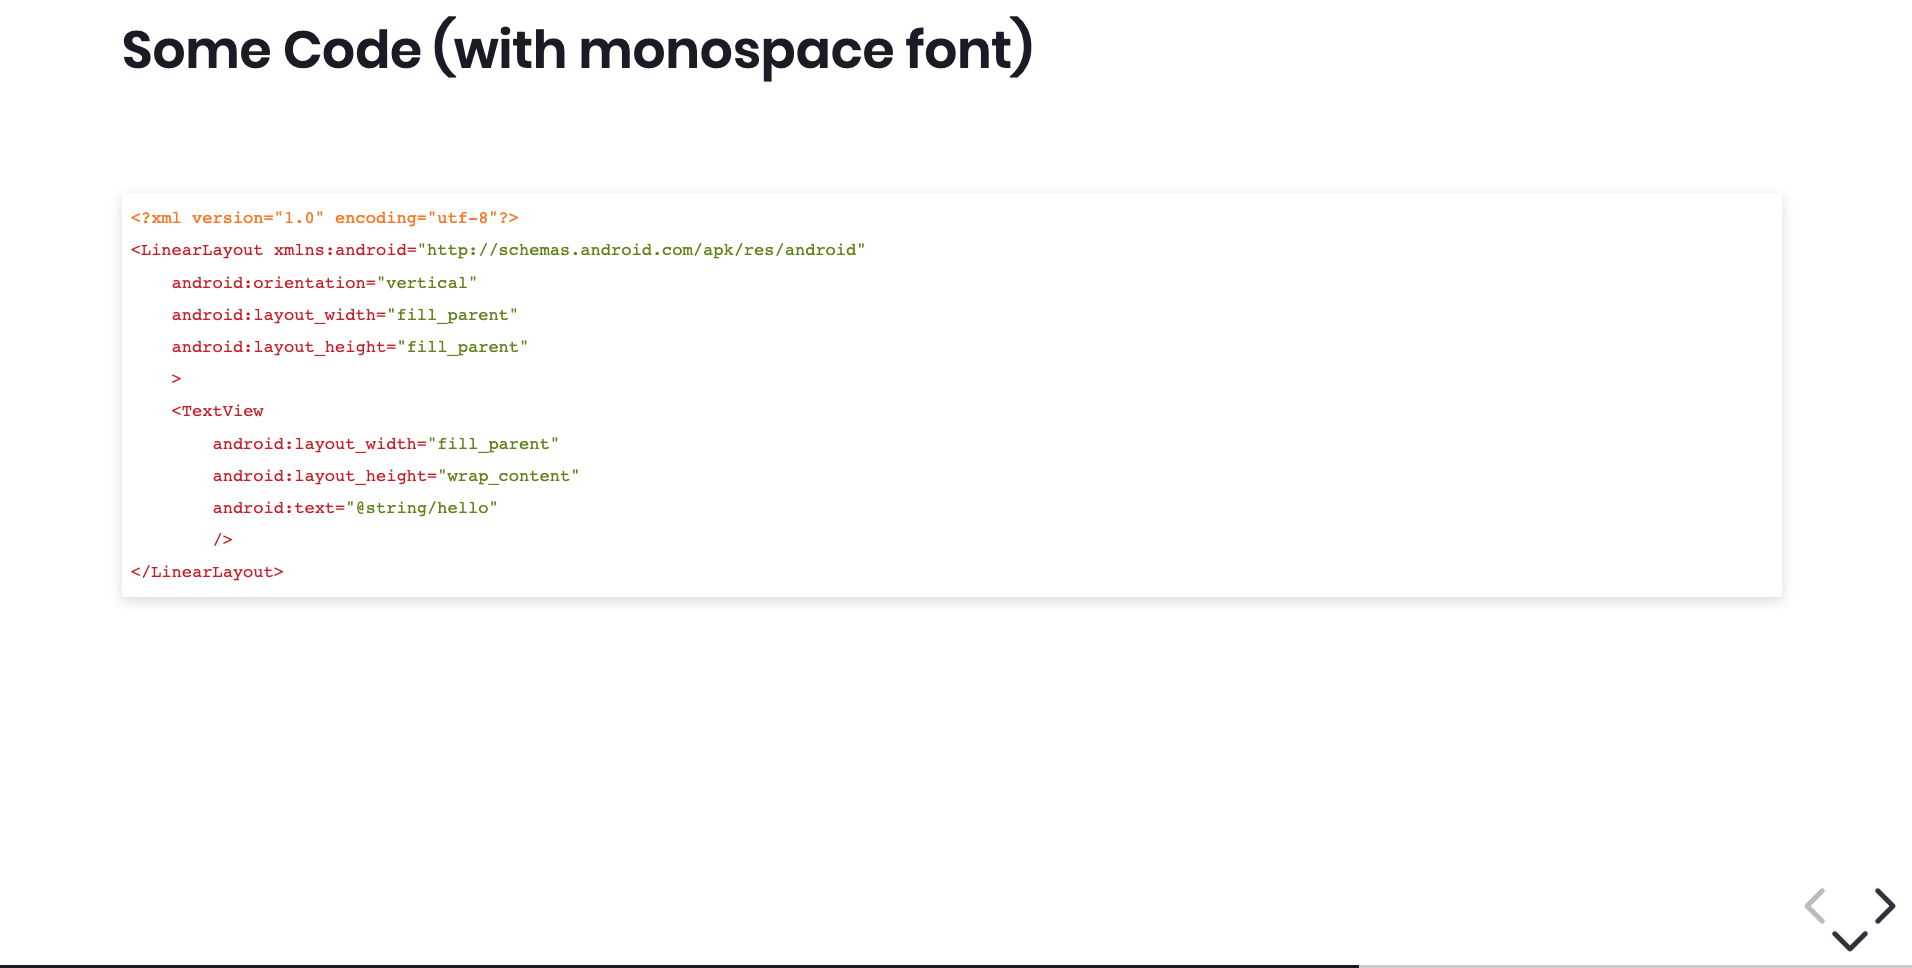 Some Code (with monospace font)
<?xml version="1.0" encoding="utf-8"?>
<LinearLayout xmlns:android="http://schemas.android.com/apk/res/android"
    android:orientation="vertical"
    android:layout_width="fill_parent"
    android:layout_height="fill_parent"
    >
    <TextView
        android:layout_width="fill_parent"
        android:layout_height="wrap_content"
        android:text="@string/hello"
        />
</LinearLayout>